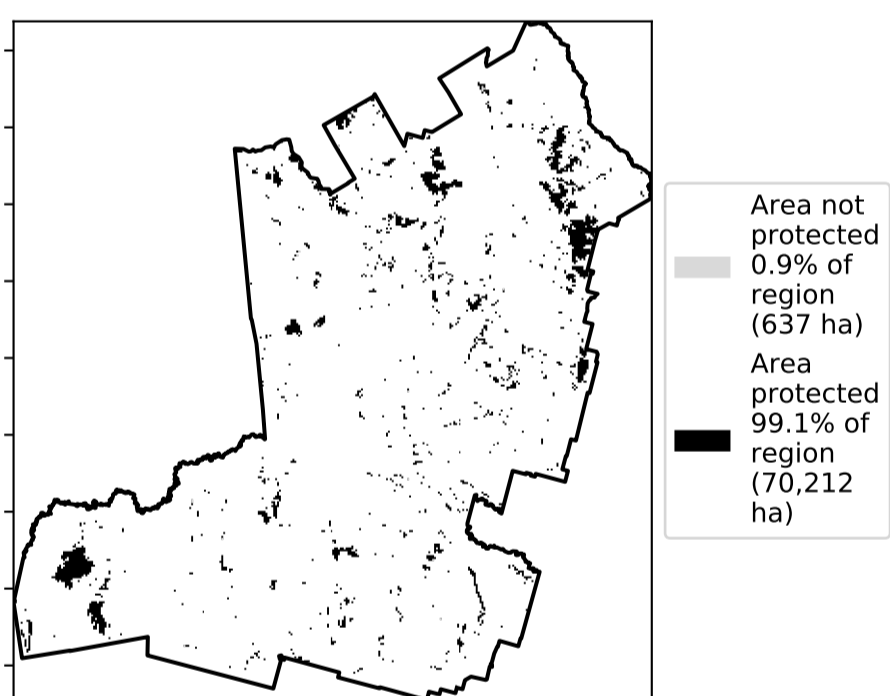 Area not
protected
0.9% of
region
(637 ha)
Area
protected
99.1% of
region
(70,212
ha)